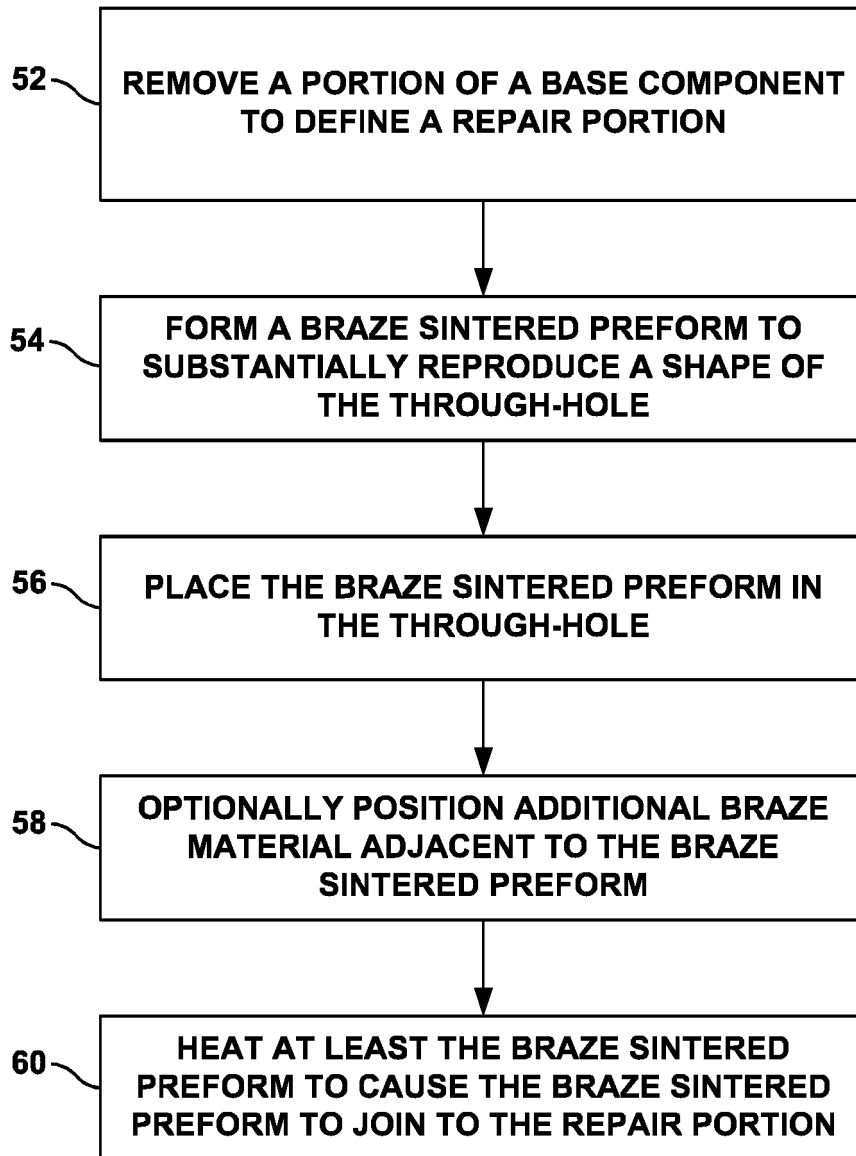 52
REMOVE A PORTION OF A BASE COMPONENT
TO DEFINE A REPAIR PORTION
54
FORM A BRAZE SINTERED PREFORM TO
SUBSTANTIALLY REPRODUCE A SHAPE OF
THE THROUGH-HOLE
56
PLACE THE BRAZE SINTERED PREFORM IN
THE THROUGH-HOLE
58
OPTIONALLY POSITION ADDITIONAL BRAZE
MATERIAL ADJACENT TO THE BRAZE
SINTERED PREFORM
60
HEAT AT LEAST THE BRAZE SINTERED
PREFORM TO CAUSE THE BRAZE SINTERED
PREFORM TO JOIN TO THE REPAIR PORTION